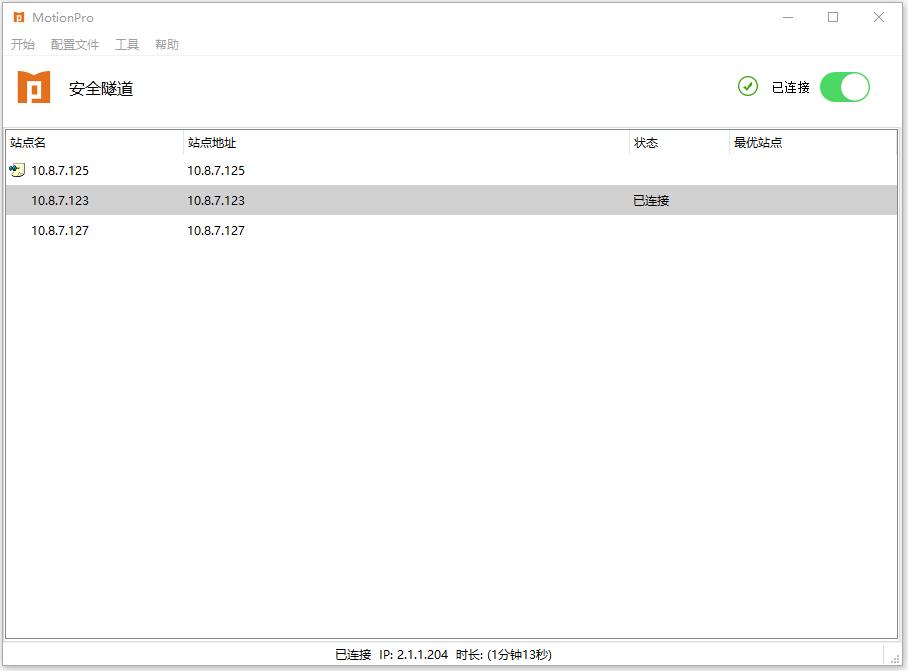 MotionPro
开始 配置文件 工具 帮助
安全隧道 已连接
站点名 站点地址 状态 最优站点
10.8.7.125 10.8.7.125
10.8.7.123 10.8.7.123 已连接
10.8.7.127 10.8.7.127
已连接 IP: 2.1.1.204 时长: (1分钟13秒)